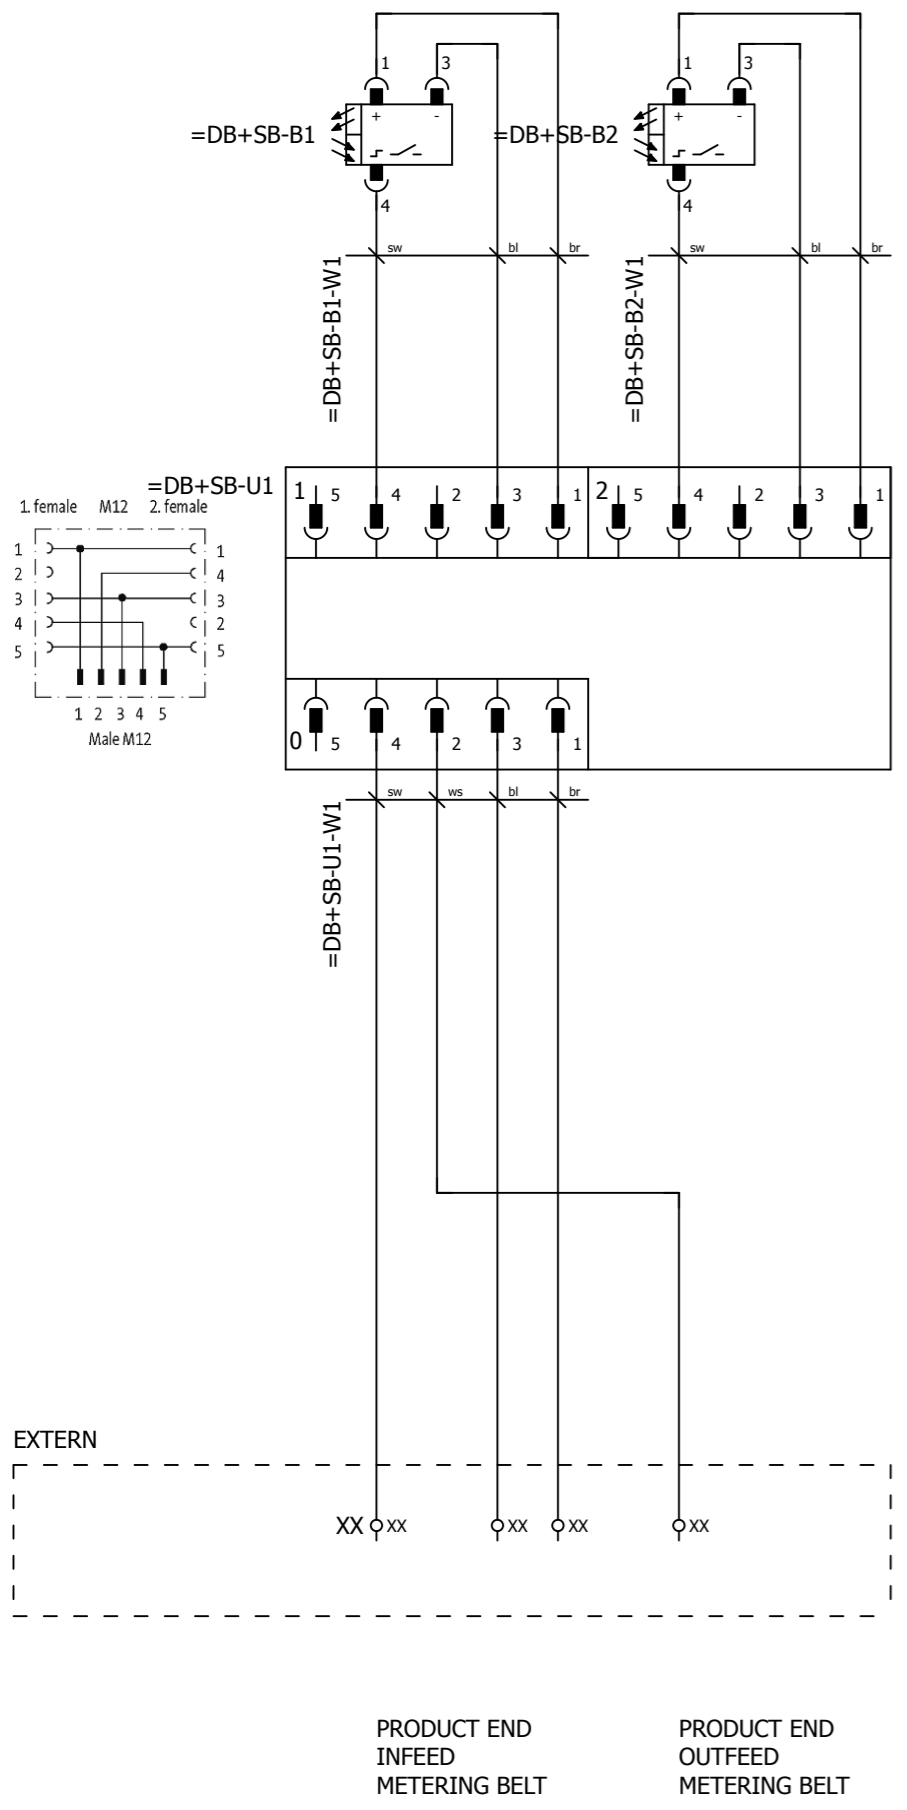 1 3 1 3
+ - + -
=DB+SB-B1 =DB+SB-B2
4 4
sw bl br sw bl br
=DB+SB-B1-W1
=DB+SB-B2-W1
=DB+SB-U1
1 5 4 2 3 1 2 5 4 2 3 1
1. female M12 2. female
1 1
2 4
3 3
4 2
5 5
1 2 3 4 5
Male M12
0 5 4 2 3 1
sw ws bl br
=DB+SB-U1-W1
EXTERN
XX XX XX XX XX
PRODUCT END
INFEED
METERING BELT
PRODUCT END
OUTFEED
METERING BELT